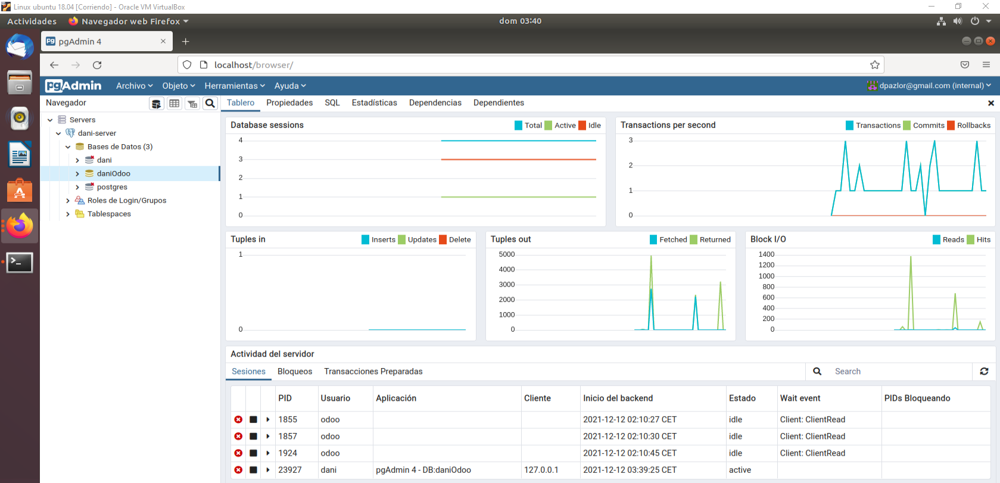 Linux ubuntu 18.04 [Corriendo] - Oracle VM VirtualBox
Actividades Navegador web Firefox dom 03:40
pgAdmin 4
localhost/browser/
pgAdmin Archivo Objeto Herramientas Ayuda dpazlor@gmail.com (internal)
Navegador Tablero Propiedades SQL Estadísticas Dependencias Dependientes
Servers
dani-server
Bases de Datos (3)
dani
daniOdoo
postgres
Roles de Login/Grupos
Tablespaces
Database sessions Total Active Idle
4
3
2
1
0
Transactions per second Transactions Commits Rollbacks
3
2
1
0
Tuples in Inserts Updates Delete
1
0
Tuples out Fetched Returned
5000
4000
3000
2000
1000
0
Block I/O Reads Hits
1400
1200
1000
800
600
400
200
0
Actividad del servidor
Sesiones Bloqueos Transacciones Preparadas Search
PID Usuario Aplicación Cliente Inicio del backend Estado Wait event PIDs Bloqueando
1855 odoo 2021-12-12 02:10:27 CET idle Client: ClientRead
1857 odoo 2021-12-12 02:10:30 CET idle Client: ClientRead
1924 odoo 2021-12-12 02:10:45 CET idle Client: ClientRead
23927 dani pgAdmin 4 - DB:daniOdoo 127.0.0.1 2021-12-12 03:39:25 CET active